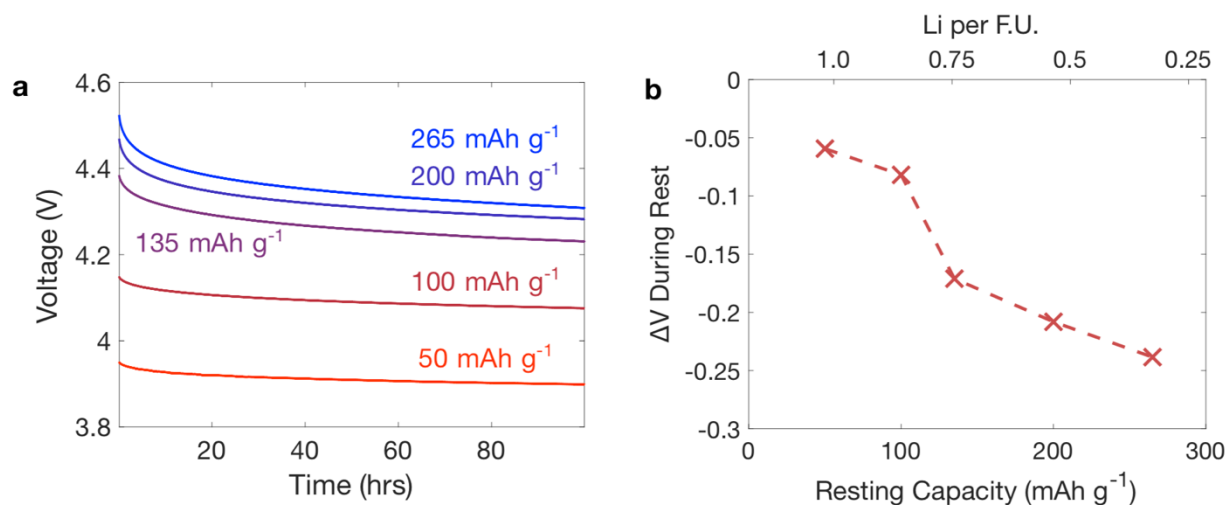 a
4.6
4.4
4.2
4
3.8
Voltage (V)
265 mAh g⁻¹
200 mAh g⁻¹
135 mAh g⁻¹
100 mAh g⁻¹
50 mAh g⁻¹
20 40 60 80
Time (hrs)
b
Li per F.U.
1.0 0.75 0.5 0.25
0
-0.05
-0.1
-0.15
-0.2
-0.25
-0.3
ΔV During Rest
0 100 200 300
Resting Capacity (mAh g⁻¹)